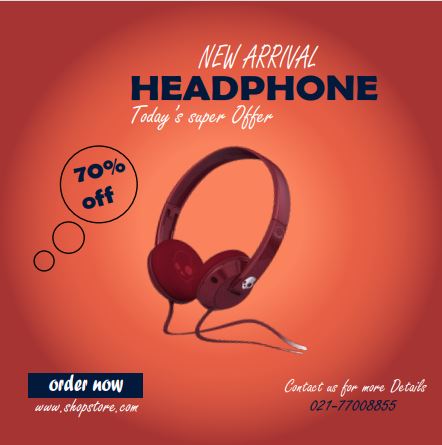 NEW ARRIVAL
HEADPHONE
Today's super Offer
70%
off
order now
www.shopstore.com
Contact us for more Details
021-77008855